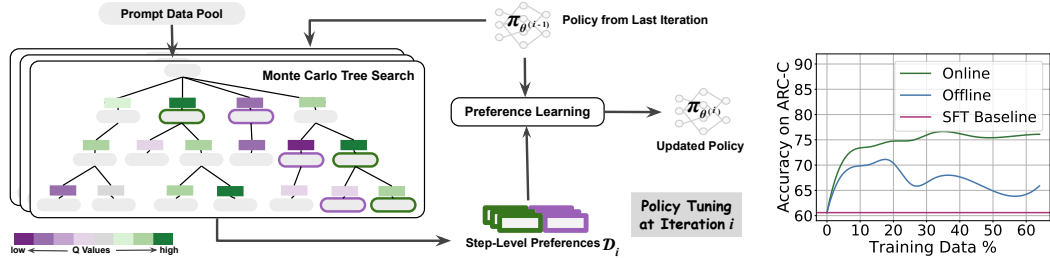 Prompt Data Pool
π_θ(i-1)
Policy from Last Iteration
Monte Carlo Tree Search
Preference Learning
π_θ(i)
Updated Policy
low
Q Values
high
Step-Level Preferences 𝒟_i
Policy Tuning
at Iteration i
Accuracy on ARC-C
90
85
80
75
70
65
60
Online
Offline
SFT Baseline
0
10
20
30
40
50
60
Training Data %